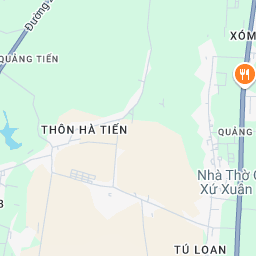 Đường
XÓM
QUẢNG TIẾN
THÔN HÀ TIẾN
QUẢNG
Nhà Thờ
Xứ Xuân
TÚ LOAN